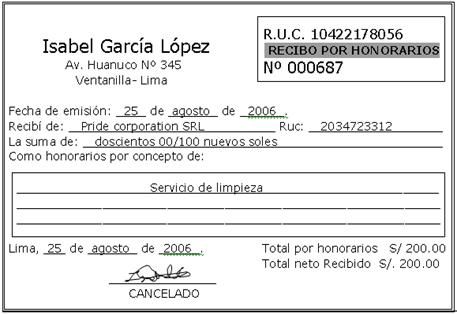 Isabel García López
Av. Huanuco Nº 345
Ventanilla- Lima
R.U.C. 10422178056
RECIBO POR HONORARIOS
Nº 000687
Fecha de emisión: 25 de agosto de 2006.
Recibí de: Pride corporation SRL Ruc: 2034723312
La suma de: doscientos 00/100 nuevos soles
Como honorarios por concepto de:
Servicio de limpieza
Lima, 25 de agosto de 2006.
Total por honorarios S/ 200.00
Total neto Recibido S/. 200.00
CANCELADO